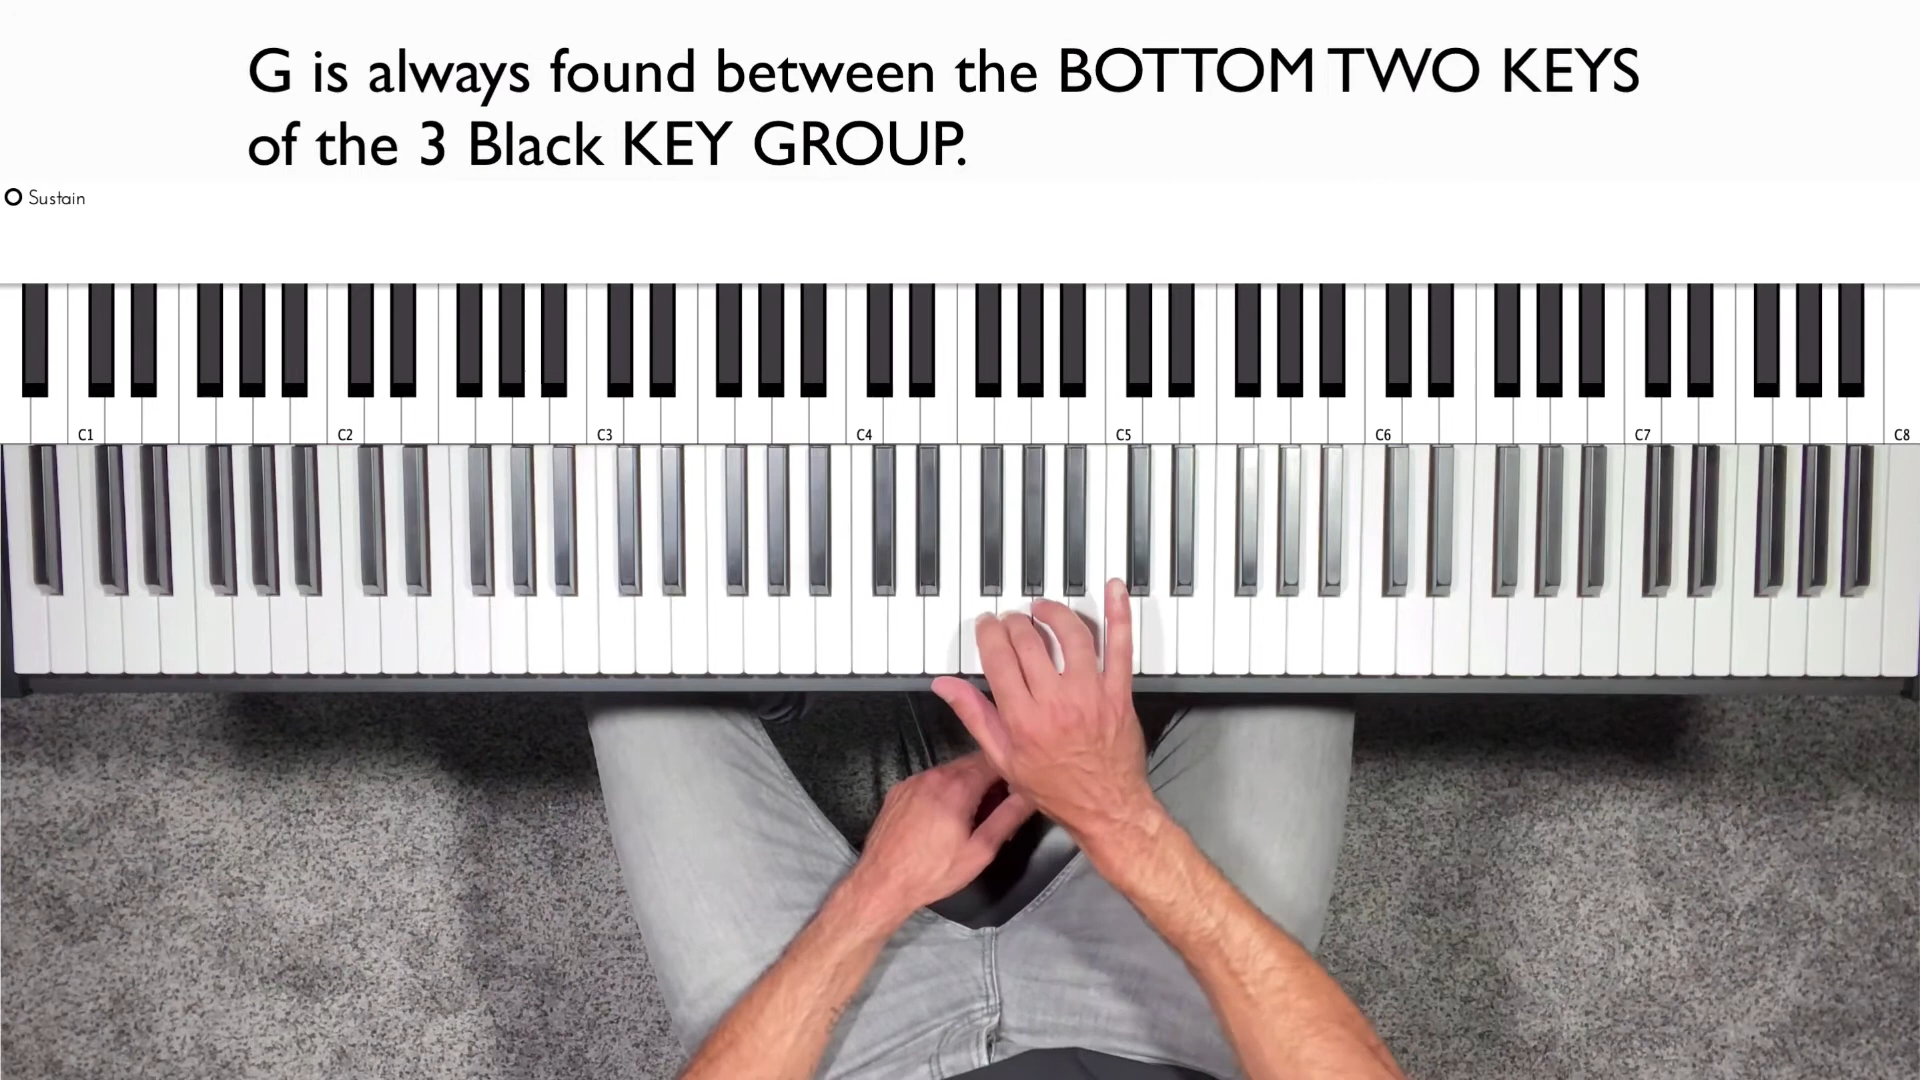 G is always found between the BOTTOM TWO KEYS
of the 3 Black KEY GROUP.
Sustain
C1 C2 C3 C4 C5 C6 C7 C8